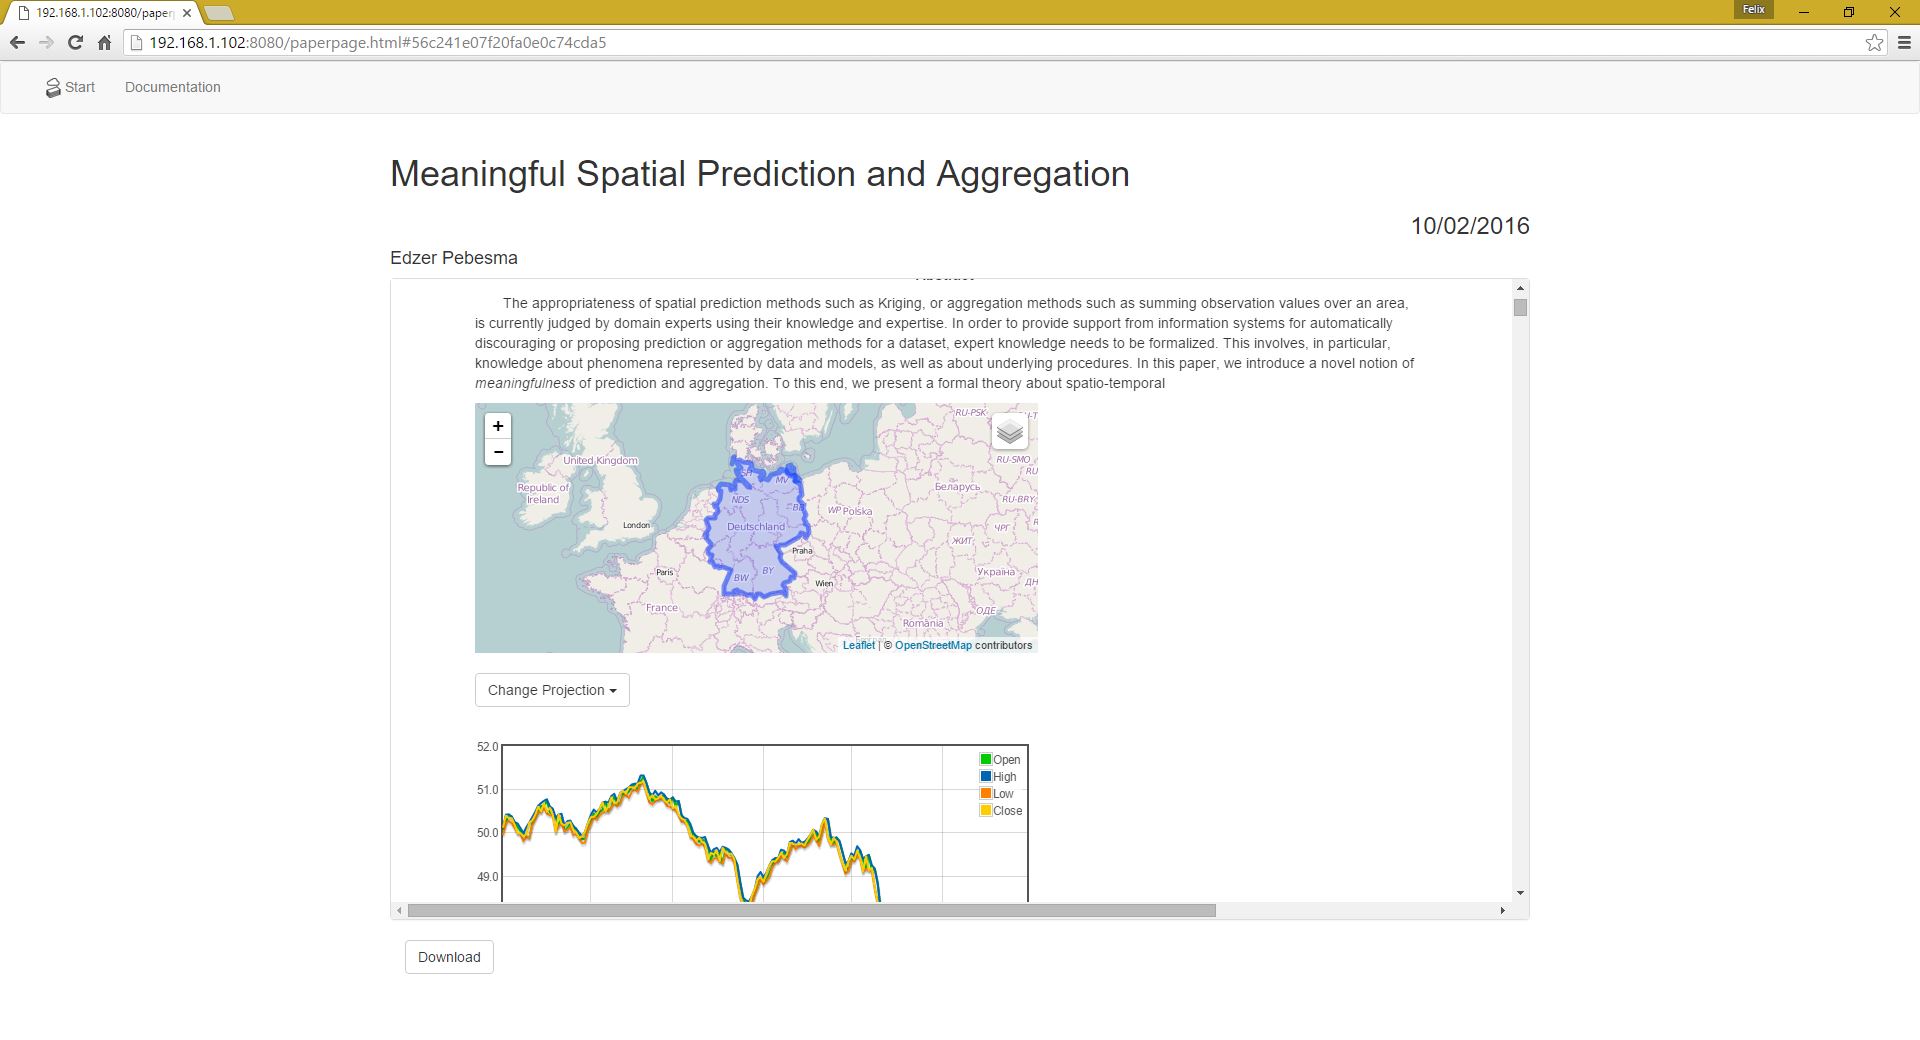 192.168.1.102:8080/paper
Felix
192.168.1.102:8080/paperpage.html#56c241e07f20fa0e0c74cda5
Start
Documentation
Meaningful Spatial Prediction and Aggregation
10/02/2016
Edzer Pebesma
The appropriateness of spatial prediction methods such as Kriging, or aggregation methods such as summing observation values over an area,
is currently judged by domain experts using their knowledge and expertise. In order to provide support from information systems for automatically
discouraging or proposing prediction or aggregation methods for a dataset, expert knowledge needs to be formalized. This involves, in particular,
knowledge about phenomena represented by data and models, as well as about underlying procedures. In this paper, we introduce a novel notion of
meaningfulness of prediction and aggregation. To this end, we present a formal theory about spatio-temporal
+
−
RU-PSK
United Kingdom
RU-SMO
RU
SH
MV
Republic of
Ireland
Беларусь
NDS
RU-BRY
BB
WP Polska
London
Deutschland
ЧРГ
ЖИТ
Praha
Paris
BW
BY
Україна
ДН
Wien
France
ОДЕ
România
Leaflet | © OpenStreetMap contributors
Change Projection
52.0
51.0
50.0
49.0
Open
High
Low
Close
Download